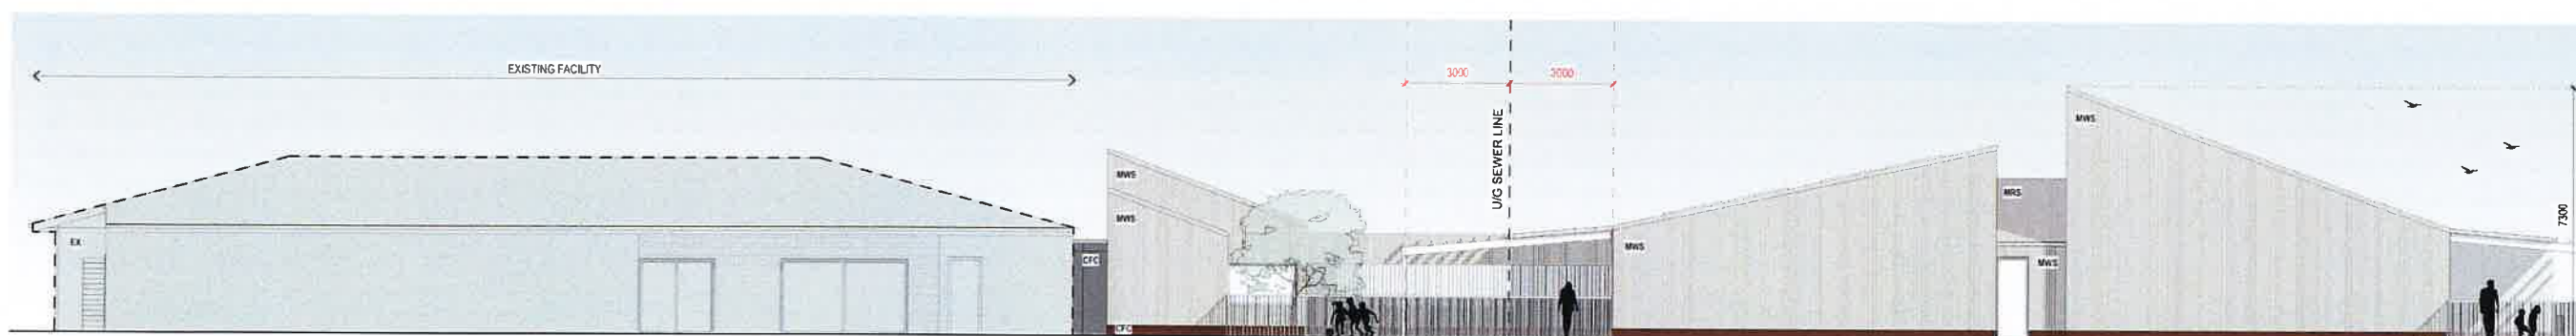 EXISTING FACILITY
3000
3000
U/G SEWER LINE
MWS
MWS
MWS
MRS
7300
EX
CFC
MWS
MWS
CFC